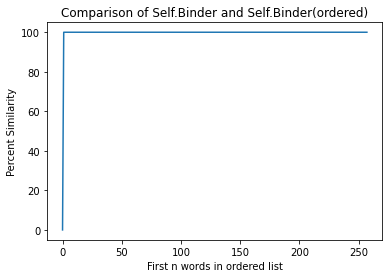 Comparison of Self.Binder and Self.Binder(ordered)
Percent Similarity
100
80
60
40
20
0
0 50 100 150 200 250
First n words in ordered list